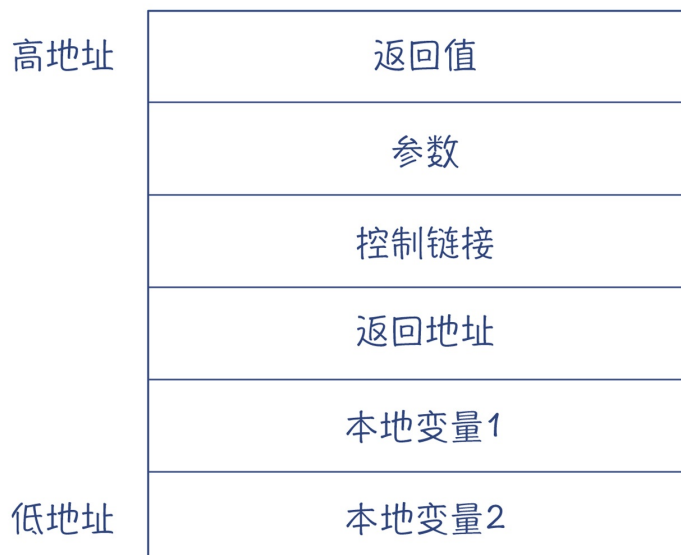 高地址
返回值
参数
控制链接
返回地址
本地变量1
低地址
本地变量2